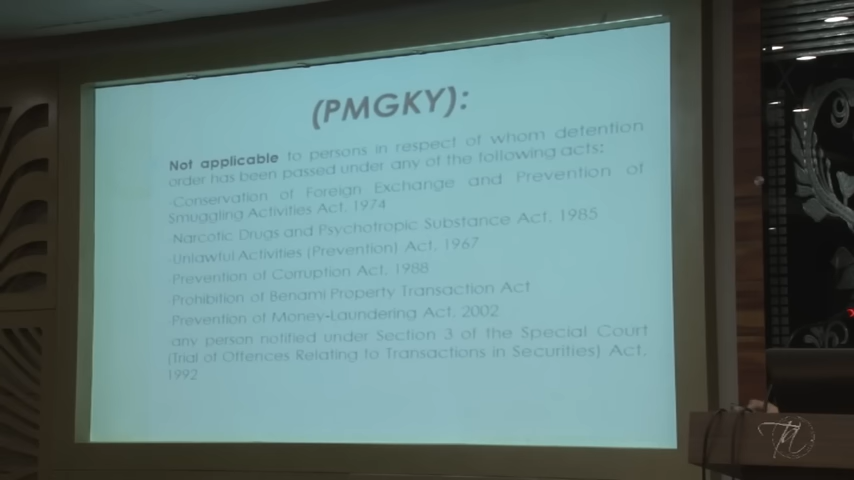 (PMGKY):
Not applicable to persons in respect of whom detention
order has been passed under any of the following acts:
·Conservation of Foreign Exchange and Prevention of
Smuggling Activities Act, 1974
·Narcotic Drugs and Psychotropic Substance Act, 1985
·Unlawful Activities (Prevention) Act, 1967
·Prevention of Corruption Act, 1988
·Prohibition of Benami Property Transaction Act
·Prevention of Money-Laundering Act, 2002
·any person notified under Section 3 of the Special Court
(Trial of Offences Relating to Transactions in Securities) Act,
1992